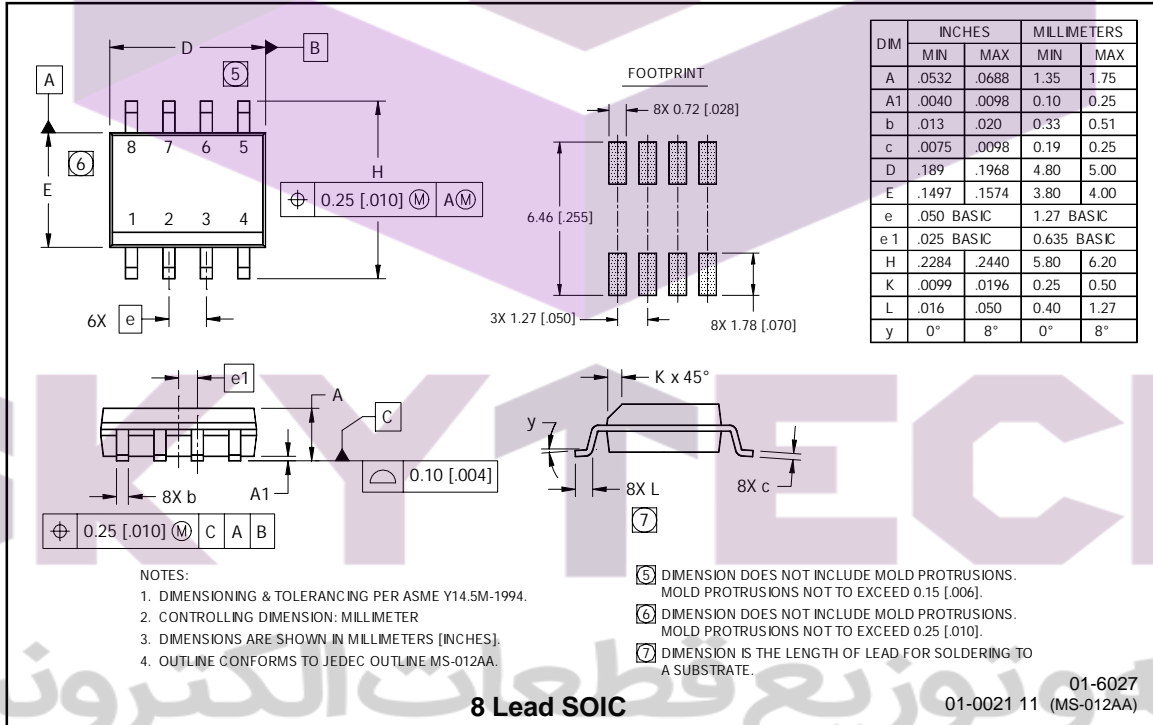 D
B
5
A
8 7 6 5
6
E
H
⌖ 0.25 [.010] Ⓜ A Ⓜ
1 2 3 4
6X e
FOOTPRINT
8X 0.72 [.028]
6.46 [.255]
3X 1.27 [.050]
8X 1.78 [.070]
DIM INCHES MILLIMETERS
MIN MAX MIN MAX
A .0532 .0688 1.35 1.75
A1 .0040 .0098 0.10 0.25
b .013 .020 0.33 0.51
c .0075 .0098 0.19 0.25
D .189 .1968 4.80 5.00
E .1497 .1574 3.80 4.00
e .050 BASIC 1.27 BASIC
e 1 .025 BASIC 0.635 BASIC
H .2284 .2440 5.80 6.20
K .0099 .0196 0.25 0.50
L .016 .050 0.40 1.27
y 0° 8° 0° 8°
e1
A
C
0.10 [.004]
8X b
A1
⌖ 0.25 [.010] Ⓜ C A B
K x 45°
y
8X L
8X c
7
SKYTECH
NOTES:
1. DIMENSIONING & TOLERANCING PER ASME Y14.5M-1994.
2. CONTROLLING DIMENSION: MILLIMETER
3. DIMENSIONS ARE SHOWN IN MILLIMETERS [INCHES].
4. OUTLINE CONFORMS TO JEDEC OUTLINE MS-012AA.
5 DIMENSION DOES NOT INCLUDE MOLD PROTRUSIONS.
MOLD PROTRUSIONS NOT TO EXCEED 0.15 [.006].
6 DIMENSION DOES NOT INCLUDE MOLD PROTRUSIONS.
MOLD PROTRUSIONS NOT TO EXCEED 0.25 [.010].
7 DIMENSION IS THE LENGTH OF LEAD FOR SOLDERING TO
A SUBSTRATE.
توزیع قطعات
8 Lead SOIC
01-6027
01-0021 11 (MS-012AA)